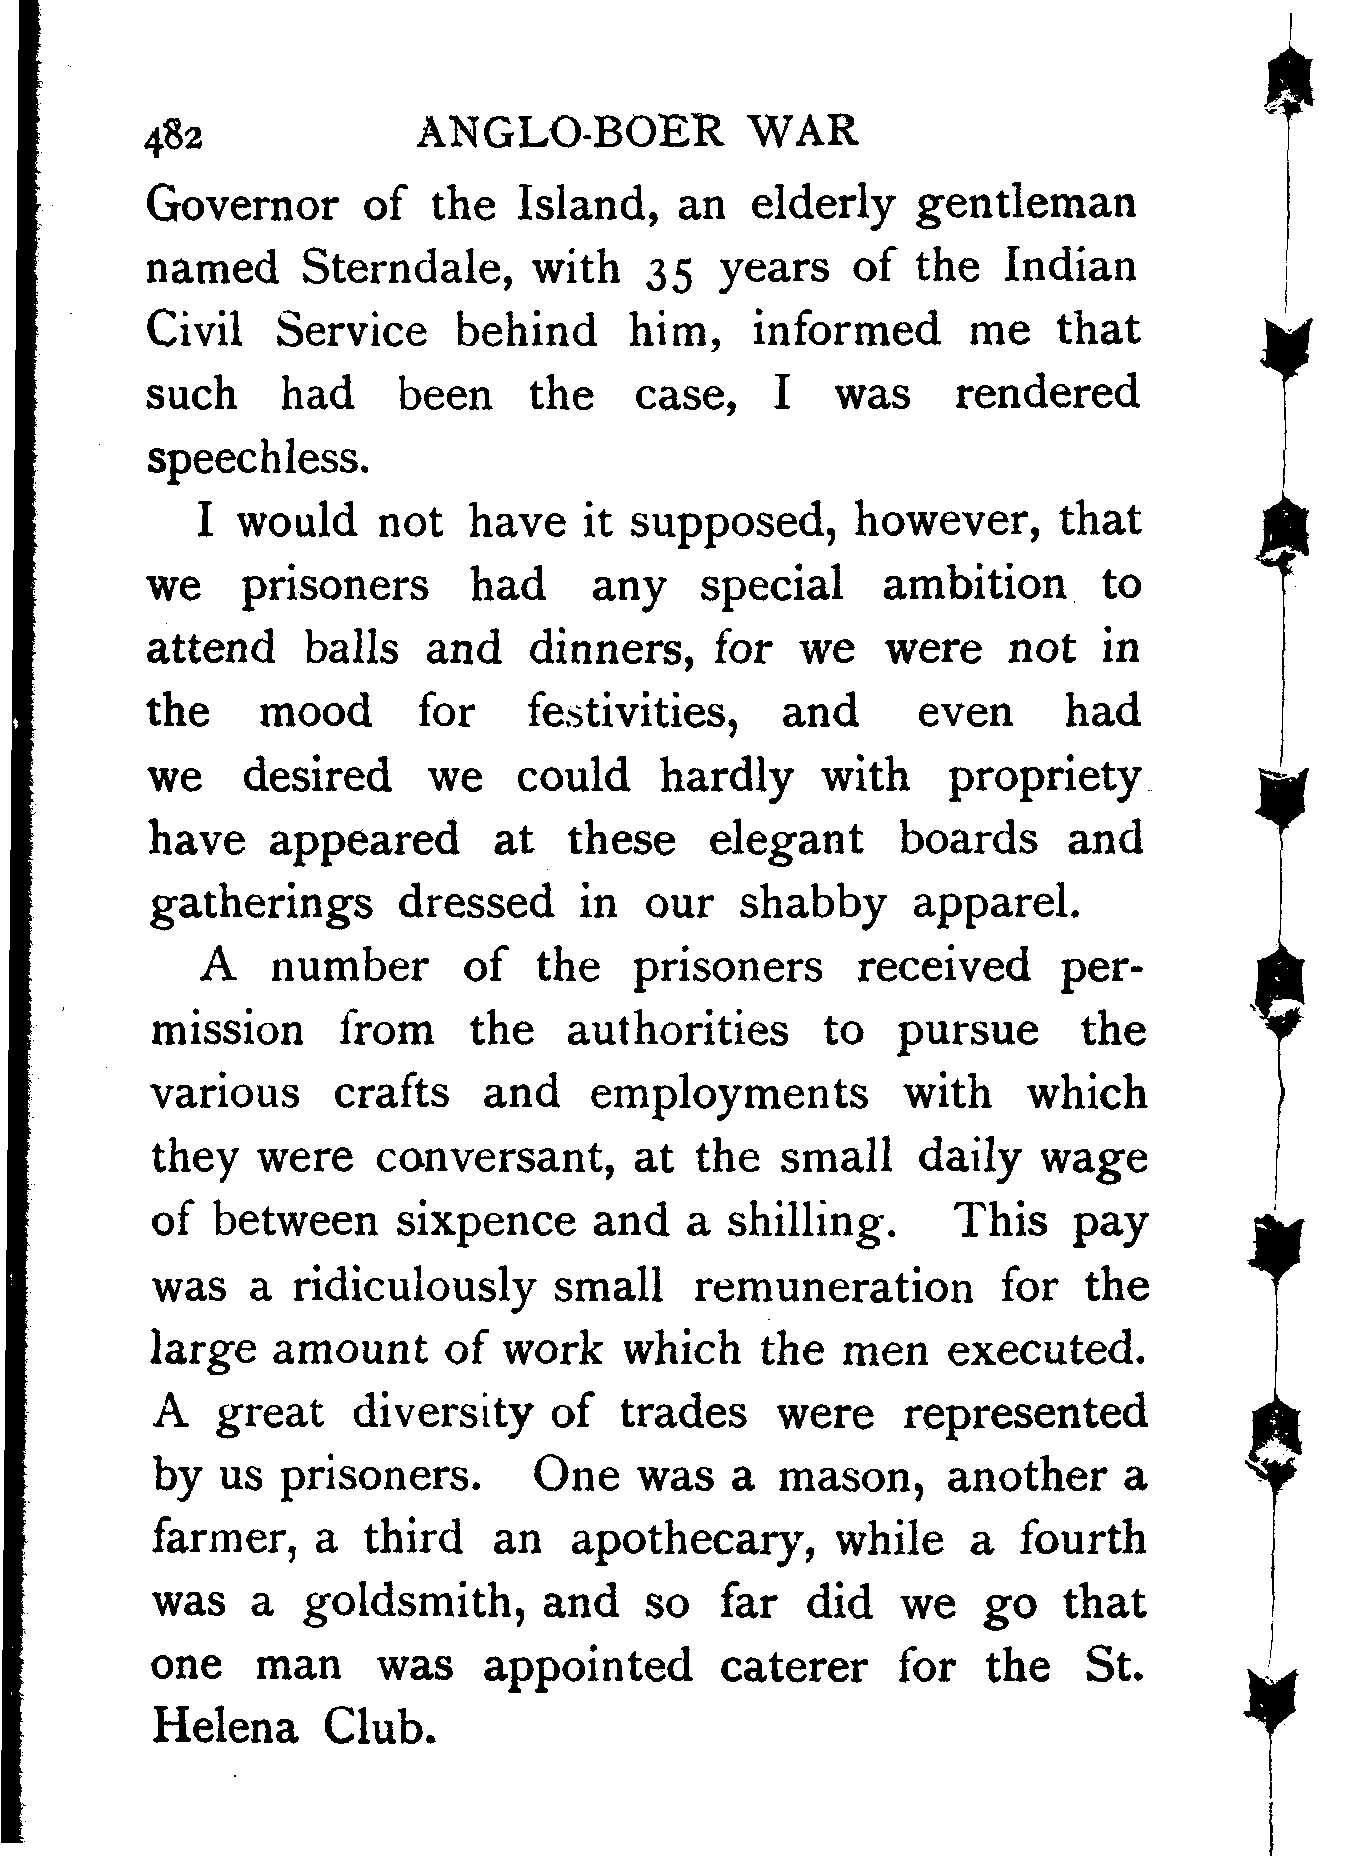 482 ANGLO-BOER WAR
Governor of the Island, an elderly gentleman
named Sterndale, with 35 years of the Indian
Civil Service behind him, informed me that
such had been the case, I was rendered
speechless.
I would not have it supposed, however, that
we prisoners had any special ambition to
attend balls and dinners, for we were not in
the mood for festivities, and even had
we desired we could hardly with propriety
have appeared at these elegant boards and
gatherings dressed in our shabby apparel.
A number of the prisoners received per-
mission from the authorities to pursue the
various crafts and employments with which
they were conversant, at the small daily wage
of between sixpence and a shilling. This pay
was a ridiculously small remuneration for the
large amount of work which the men executed.
A great diversity of trades were represented
by us prisoners. One was a mason, another a
farmer, a third an apothecary, while a fourth
was a goldsmith, and so far did we go that
one man was appointed caterer for the St.
Helena Club.